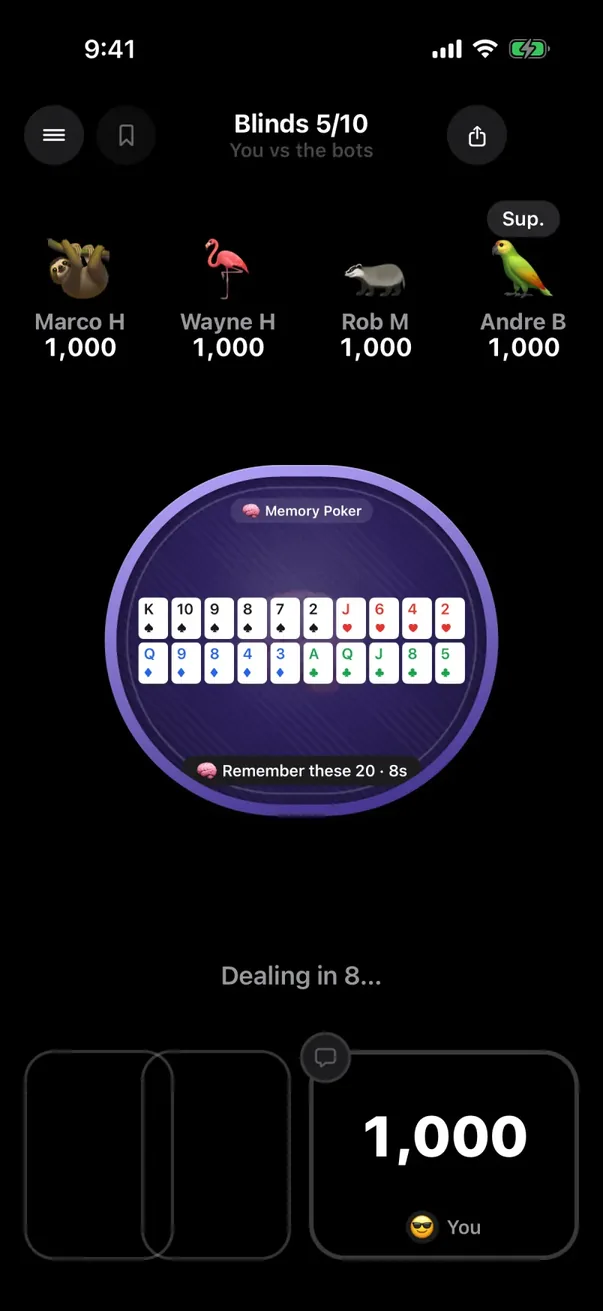 9:41
Blinds 5/10
You vs the bots
Sup.
Marco H Wayne H Rob M Andre B
1,000 1,000 1,000 1,000
🧠 Memory Poker
K♠ 10♠ 9♠ 8♠ 7♠ 2♠ J♥ 6♥ 4♥ 2♥
Q♦ 9♦ 8♦ 4♦ 3♦ A♣ Q♣ J♣ 8♣ 5♣
🧠 Remember these 20 · 8s
Dealing in 8...
1,000
😎 You